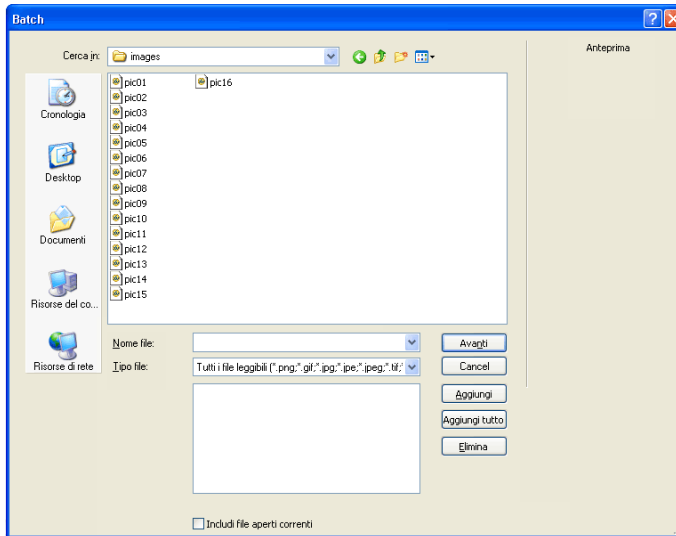 Batch
Cerca in: images
Anteprima
pic01
pic02
pic03
pic04
pic05
pic06
pic07
pic08
pic09
pic10
pic11
pic12
pic13
pic14
pic15
pic16
Cronologia
Desktop
Documenti
Risorse del co...
Risorse di rete
Nome file:
Avanti
Tipo file: Tutti i file leggibili (*.png;*.gif;*.jpg;*.jpe;*.jpeg;*.tif;*
Cancel
Aggiungi
Aggiungi tutto
Elimina
Includi file aperti correnti